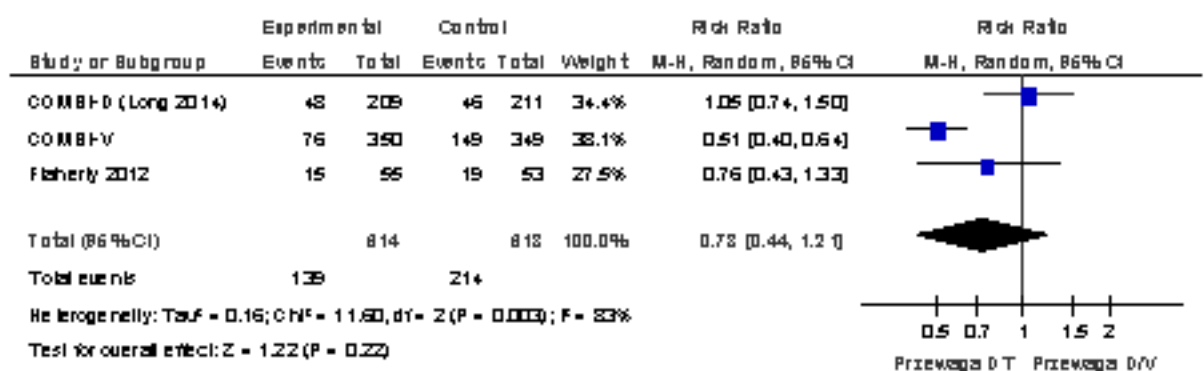 Experimental Control Risk Ratio Risk Ratio
Study or Subgroup Events Total Events Total Weight M-H, Random, 95% CI M-H, Random, 95% CI
COMBI-D (Long 2014) 48 209 46 211 34.4% 1.05 [0.74, 1.50]
COMBI-V 76 350 149 349 38.1% 0.51 [0.40, 0.64]
Flaherty 2012 15 55 19 53 27.5% 0.76 [0.43, 1.33]
Total (95% CI) 614 613 100.0% 0.73 [0.44, 1.21]
Total events 139 214
Heterogeneity: Tau² = 0.16; Chi² = 11.60, df = 2 (P = 0.003); I² = 83%
Test for overall effect: Z = 1.22 (P = 0.22)
0.5 0.7 1 1.5 2
Przewaga D T Przewaga D/V